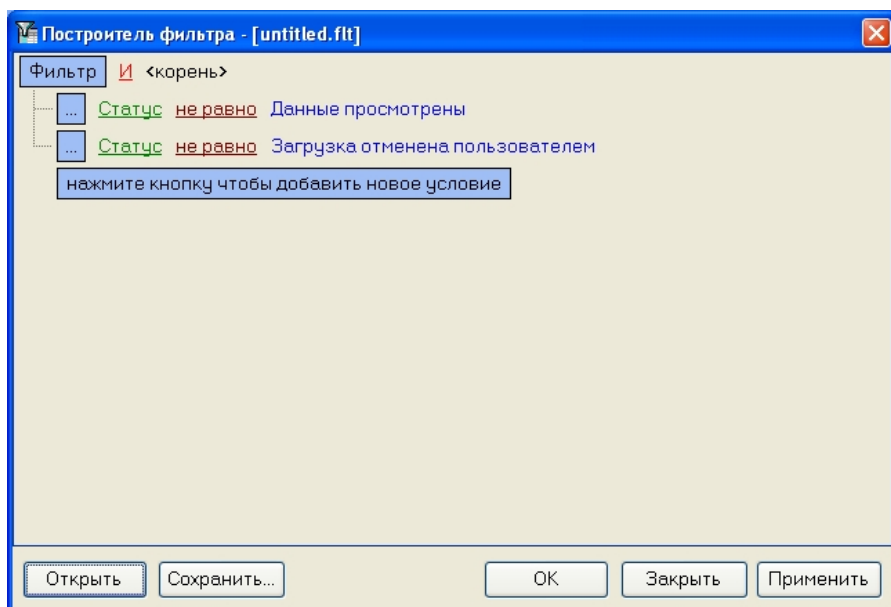 Построитель фильтра - [untitled.flt]
Фильтр И <корень>
... Статус не равно Данные просмотрены
... Статус не равно Загрузка отменена пользователем
нажмите кнопку чтобы добавить новое условие
Открыть Сохранить... OK Закрыть Применить